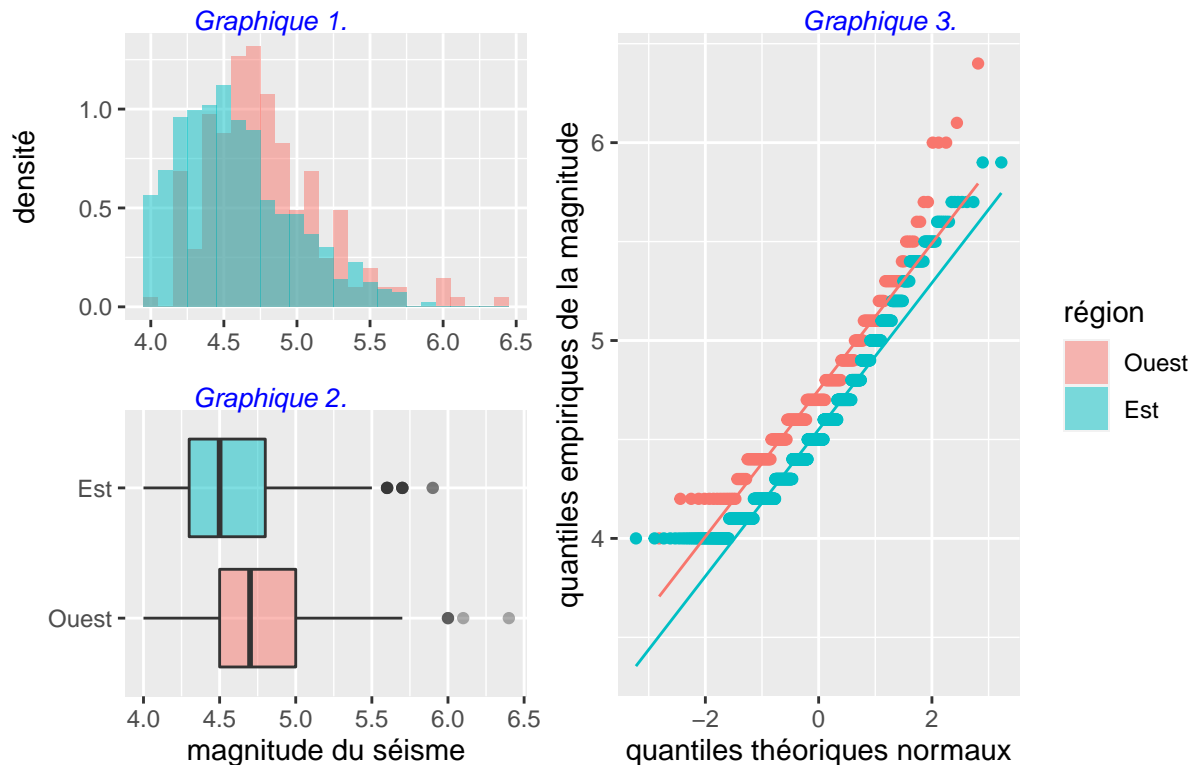 Graphique 1.
densité
1.0
0.5
0.0
4.0 4.5 5.0 5.5 6.0 6.5
Graphique 2.
Est
Ouest
4.0 4.5 5.0 5.5 6.0 6.5
magnitude du séisme
Graphique 3.
quantiles empiriques de la magnitude
6
5
4
−2 0 2
quantiles théoriques normaux
région
Ouest
Est